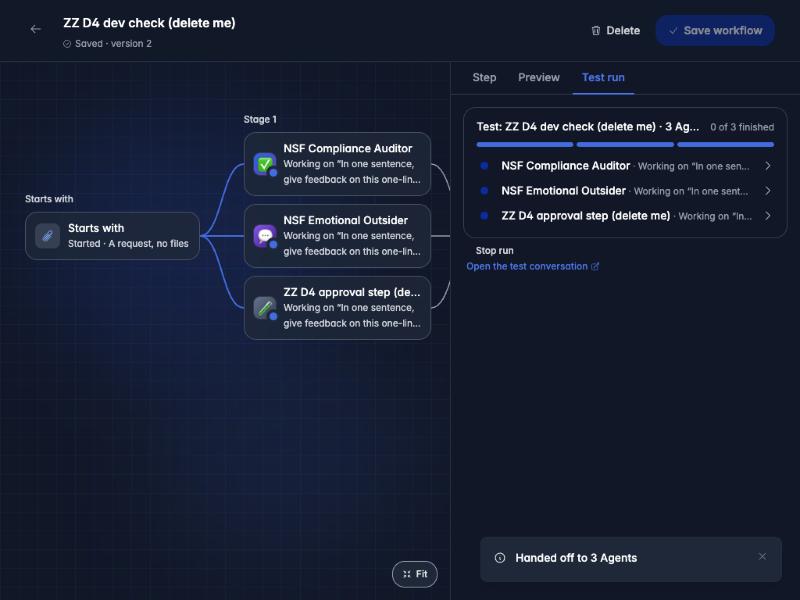 ZZ D4 dev check (delete me)
Saved · version 2
Delete
Save workflow
Step
Preview
Test run
Stage 1
NSF Compliance Auditor
Working on “In one sentence,
give feedback on this one-lin...
Starts with
Starts with
Started · A request, no files
NSF Emotional Outsider
Working on “In one sentence,
give feedback on this one-lin...
ZZ D4 approval step (de...
Working on “In one sentence,
give feedback on this one-lin...
Fit
Test: ZZ D4 dev check (delete me) · 3 Ag... 0 of 3 finished
NSF Compliance Auditor · Working on “In one sen...
NSF Emotional Outsider · Working on “In one sent...
ZZ D4 approval step (delete me) · Working on “In...
Stop run
Open the test conversation
Handed off to 3 Agents